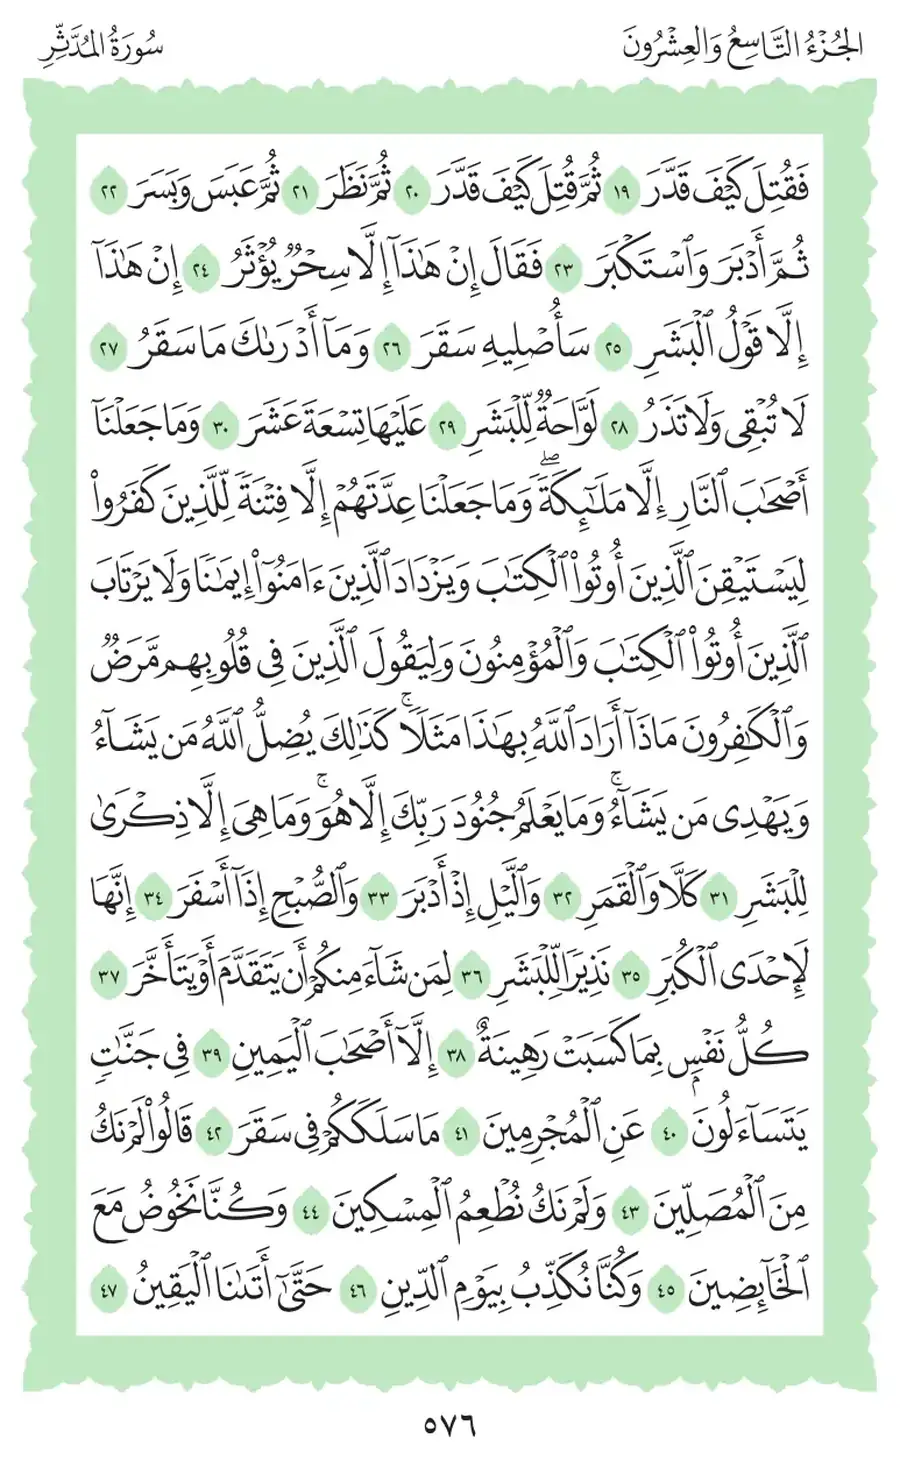 الجُزْءُ التَّاسِعُ وَالعِشْرُونَ
سُورَةُ المُدَّثِّرِ
فَقُتِلَ كَيْفَ قَدَّرَ ١٩ ثُمَّ قُتِلَ كَيْفَ قَدَّرَ ٢٠ ثُمَّ نَظَرَ ٢١ ثُمَّ عَبَسَ وَبَسَرَ ٢٢
ثُمَّ أَدْبَرَ وَٱسْتَكْبَرَ ٢٣ فَقَالَ إِنْ هَٰذَآ إِلَّا سِحْرٌ يُؤْثَرُ ٢٤ إِنْ هَٰذَآ
إِلَّا قَوْلُ ٱلْبَشَرِ ٢٥ سَأُصْلِيهِ سَقَرَ ٢٦ وَمَآ أَدْرَىٰكَ مَا سَقَرُ ٢٧
لَا تُبْقِى وَلَا تَذَرُ ٢٨ لَوَّاحَةٌ لِّلْبَشَرِ ٢٩ عَلَيْهَا تِسْعَةَ عَشَرَ ٣٠ وَمَا جَعَلْنَآ
أَصْحَٰبَ ٱلنَّارِ إِلَّا مَلَٰٓئِكَةً ۖ وَمَا جَعَلْنَا عِدَّتَهُمْ إِلَّا فِتْنَةً لِّلَّذِينَ كَفَرُوا۟
لِيَسْتَيْقِنَ ٱلَّذِينَ أُوتُوا۟ ٱلْكِتَٰبَ وَيَزْدَادَ ٱلَّذِينَ ءَامَنُوٓا۟ إِيمَٰنًا وَلَا يَرْتَابَ
ٱلَّذِينَ أُوتُوا۟ ٱلْكِتَٰبَ وَٱلْمُؤْمِنُونَ وَلِيَقُولَ ٱلَّذِينَ فِى قُلُوبِهِم مَّرَضٌ
وَٱلْكَٰفِرُونَ مَاذَآ أَرَادَ ٱللَّهُ بِهَٰذَا مَثَلًا ۚ كَذَٰلِكَ يُضِلُّ ٱللَّهُ مَن يَشَآءُ
وَيَهْدِى مَن يَشَآءُ ۚ وَمَا يَعْلَمُ جُنُودَ رَبِّكَ إِلَّا هُوَ ۚ وَمَا هِىَ إِلَّا ذِكْرَىٰ
لِلْبَشَرِ ٣١ كَلَّا وَٱلْقَمَرِ ٣٢ وَٱلَّيْلِ إِذْ أَدْبَرَ ٣٣ وَٱلصُّبْحِ إِذَآ أَسْفَرَ ٣٤ إِنَّهَا
لَإِحْدَى ٱلْكُبَرِ ٣٥ نَذِيرًا لِّلْبَشَرِ ٣٦ لِمَن شَآءَ مِنكُمْ أَن يَتَقَدَّمَ أَوْ يَتَأَخَّرَ ٣٧
كُلُّ نَفْسٍۭ بِمَا كَسَبَتْ رَهِينَةٌ ٣٨ إِلَّآ أَصْحَٰبَ ٱلْيَمِينِ ٣٩ فِى جَنَّٰتٍ
يَتَسَآءَلُونَ ٤٠ عَنِ ٱلْمُجْرِمِينَ ٤١ مَا سَلَكَكُمْ فِى سَقَرَ ٤٢ قَالُوا۟ لَمْ نَكُ
مِنَ ٱلْمُصَلِّينَ ٤٣ وَلَمْ نَكُ نُطْعِمُ ٱلْمِسْكِينَ ٤٤ وَكُنَّا نَخُوضُ مَعَ
ٱلْخَآئِضِينَ ٤٥ وَكُنَّا نُكَذِّبُ بِيَوْمِ ٱلدِّينِ ٤٦ حَتَّىٰٓ أَتَىٰنَا ٱلْيَقِينُ ٤٧
٥٧٦